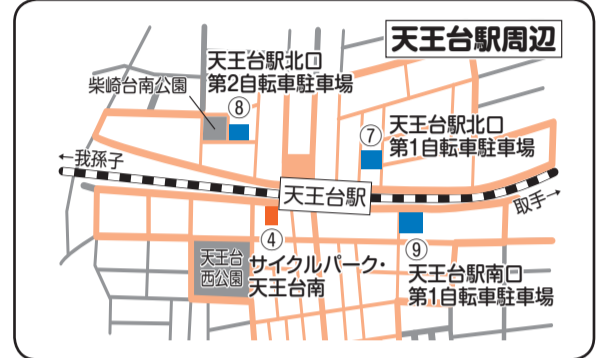 天王台駅周辺
天王台駅北口
第2自転車駐車場
柴崎台南公園
⑧
⑦
天王台駅北口
第1自転車駐車場
←我孫子
天王台駅
取手→
④
サイクルパーク・
天王台南
天王台
西公園
⑨
天王台駅南口
第1自転車駐車場